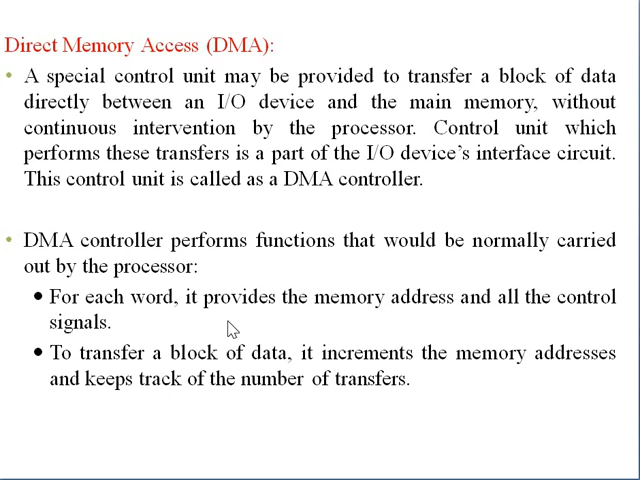 Direct Memory Access (DMA):
• A special control unit may be provided to transfer a block of data
directly between an I/O device and the main memory, without
continuous intervention by the processor. Control unit which
performs these transfers is a part of the I/O device's interface circuit.
This control unit is called as a DMA controller.
• DMA controller performs functions that would be normally carried
out by the processor:
• For each word, it provides the memory address and all the control
signals.
• To transfer a block of data, it increments the memory addresses
and keeps track of the number of transfers.